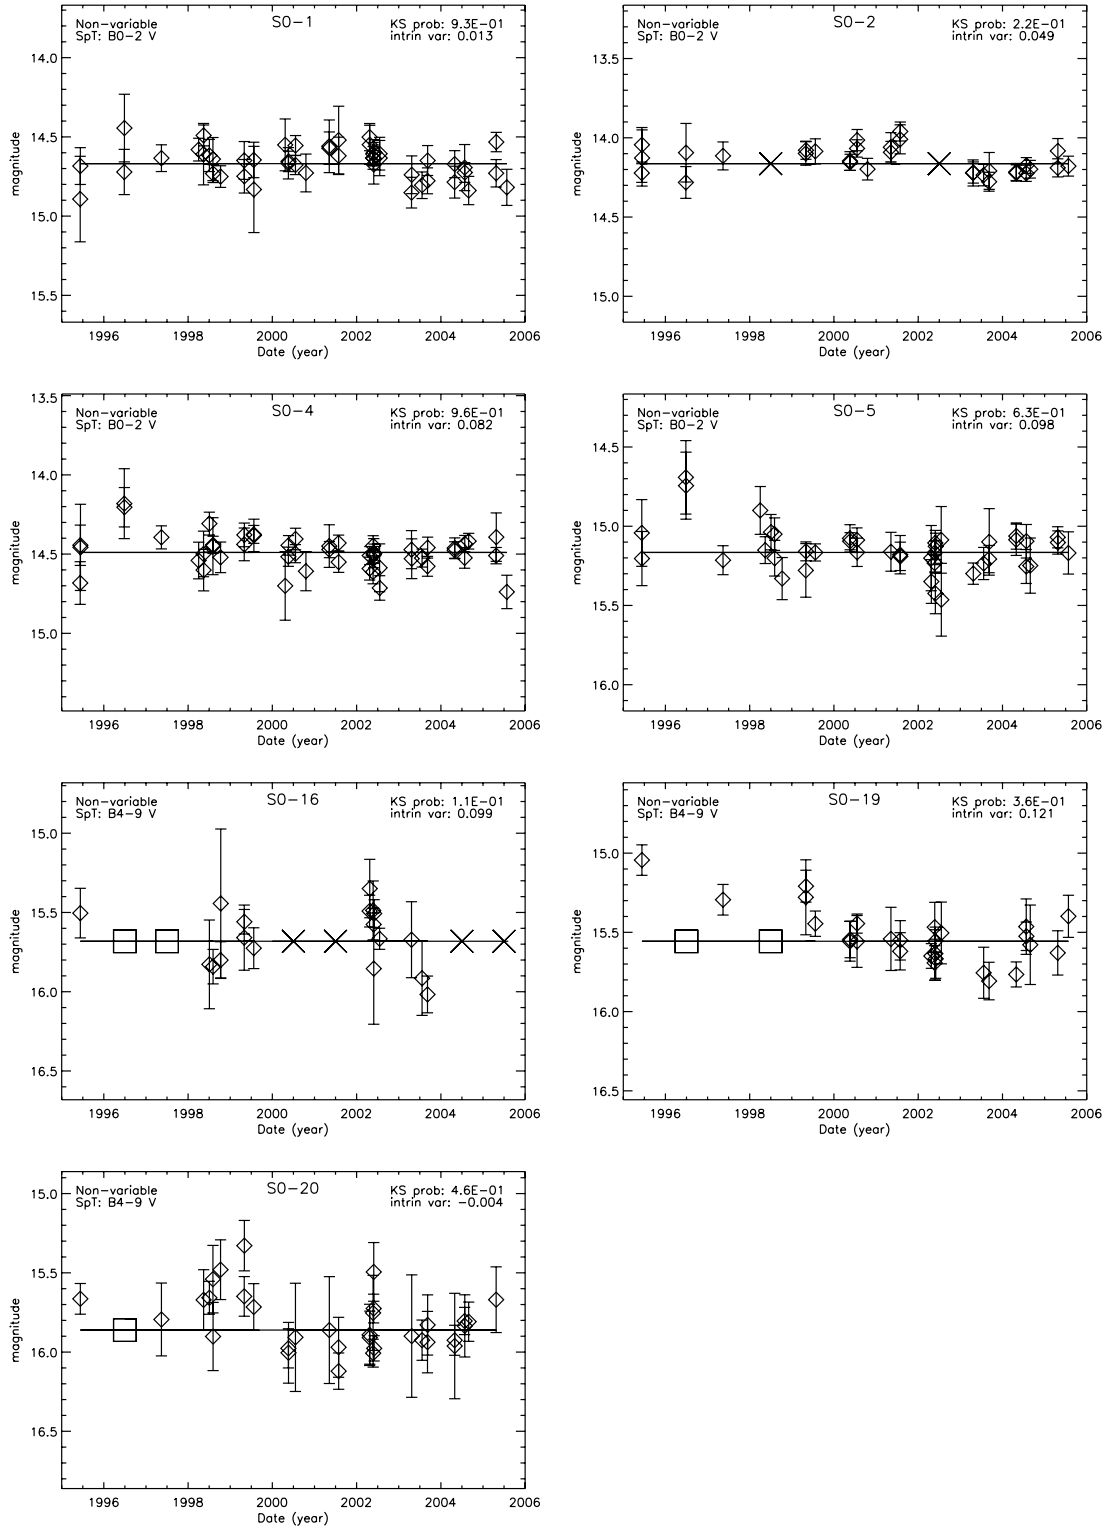 Non-variable
SpT: B0-2 V
S0-1
KS prob: 9.3E-01
intrin var: 0.013
14.0
14.5
15.0
15.5
magnitude
1996 1998 2000 2002 2004 2006
Date (year)
Non-variable
SpT: B0-2 V
S0-2
KS prob: 2.2E-01
intrin var: 0.049
13.5
14.0
14.5
15.0
magnitude
1996 1998 2000 2002 2004 2006
Date (year)
Non-variable
SpT: B0-2 V
S0-4
KS prob: 9.6E-01
intrin var: 0.082
13.5
14.0
14.5
15.0
magnitude
1996 1998 2000 2002 2004 2006
Date (year)
Non-variable
SpT: B0-2 V
S0-5
KS prob: 6.3E-01
intrin var: 0.098
14.5
15.0
15.5
16.0
magnitude
1996 1998 2000 2002 2004 2006
Date (year)
Non-variable
SpT: B4-9 V
S0-16
KS prob: 1.1E-01
intrin var: 0.099
15.0
15.5
16.0
16.5
magnitude
1996 1998 2000 2002 2004 2006
Date (year)
Non-variable
SpT: B4-9 V
S0-19
KS prob: 3.6E-01
intrin var: 0.121
15.0
15.5
16.0
16.5
magnitude
1996 1998 2000 2002 2004 2006
Date (year)
Non-variable
SpT: B4-9 V
S0-20
KS prob: 4.6E-01
intrin var: -0.004
15.0
15.5
16.0
16.5
magnitude
1996 1998 2000 2002 2004 2006
Date (year)